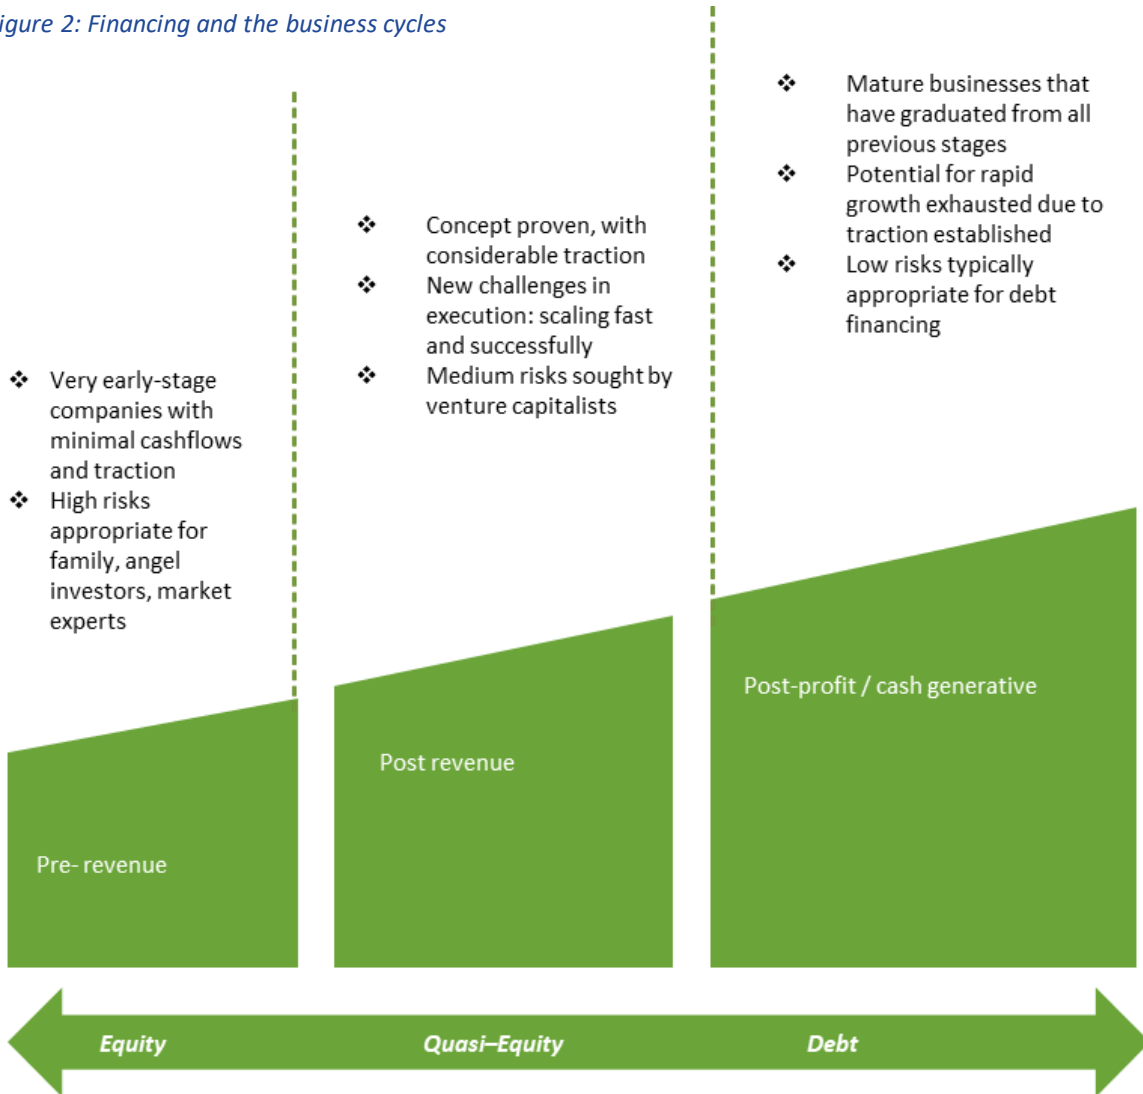 igure 2: Financing and the business cycles
❖ Very early-stage
companies with
minimal cashflows
and traction
❖ High risks
appropriate for
family, angel
investors, market
experts
❖ Concept proven, with
considerable traction
❖ New challenges in
execution: scaling fast
and successfully
❖ Medium risks sought by
venture capitalists
❖ Mature businesses that
have graduated from all
previous stages
❖ Potential for rapid
growth exhausted due to
traction established
❖ Low risks typically
appropriate for debt
financing
Pre- revenue
Post revenue
Post-profit / cash generative
Equity
Quasi–Equity
Debt